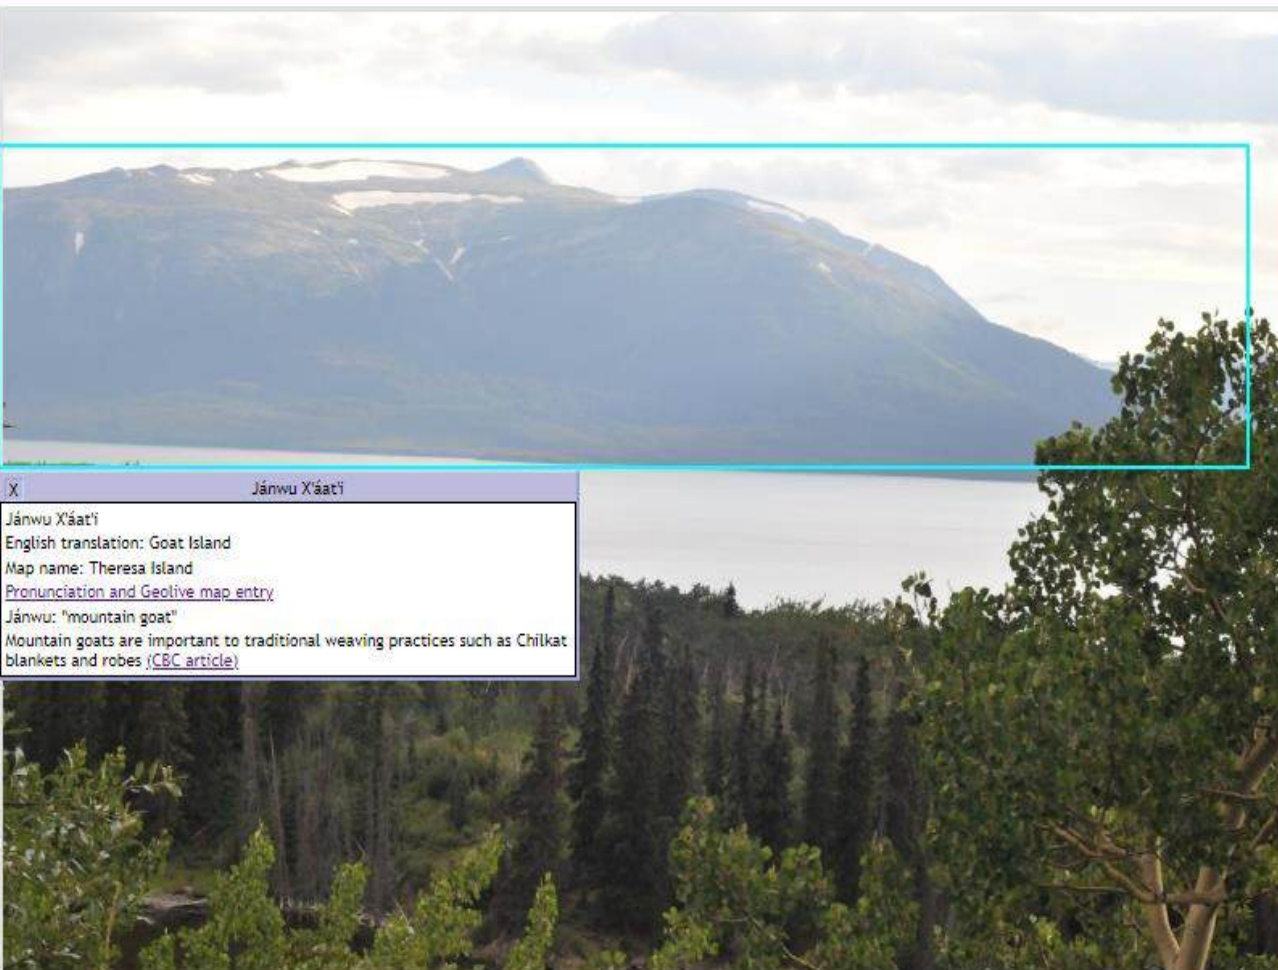 X Jánwu X'áat'i
Jánwu X'áat'i
English translation: Goat Island
Map name: Theresa Island
Pronunciation and Geolive map entry
Jánwu: "mountain goat"
Mountain goats are important to traditional weaving practices such as Chilkat
blankets and robes (CBC article)